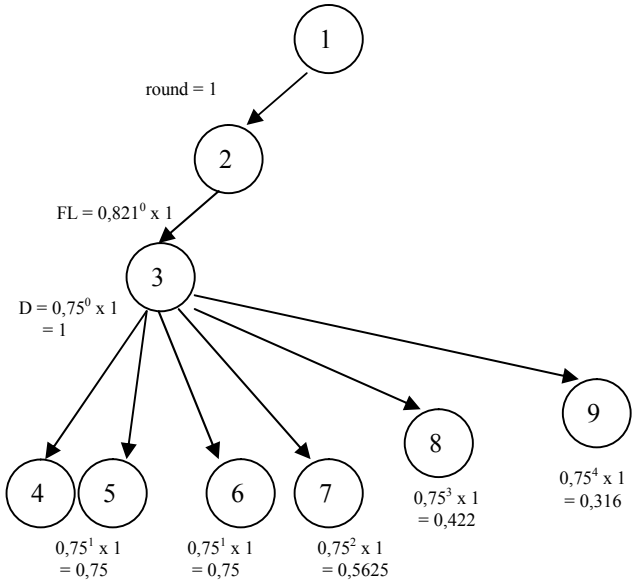 1
round = 1
2
FL = 0,821⁰ x 1
3
D = 0,75⁰ x 1
= 1
4
5
6
7
8
9
0,75¹ x 1
= 0,75
0,75¹ x 1
= 0,75
0,75² x 1
= 0,5625
0,75³ x 1
= 0,422
0,75⁴ x 1
= 0,316